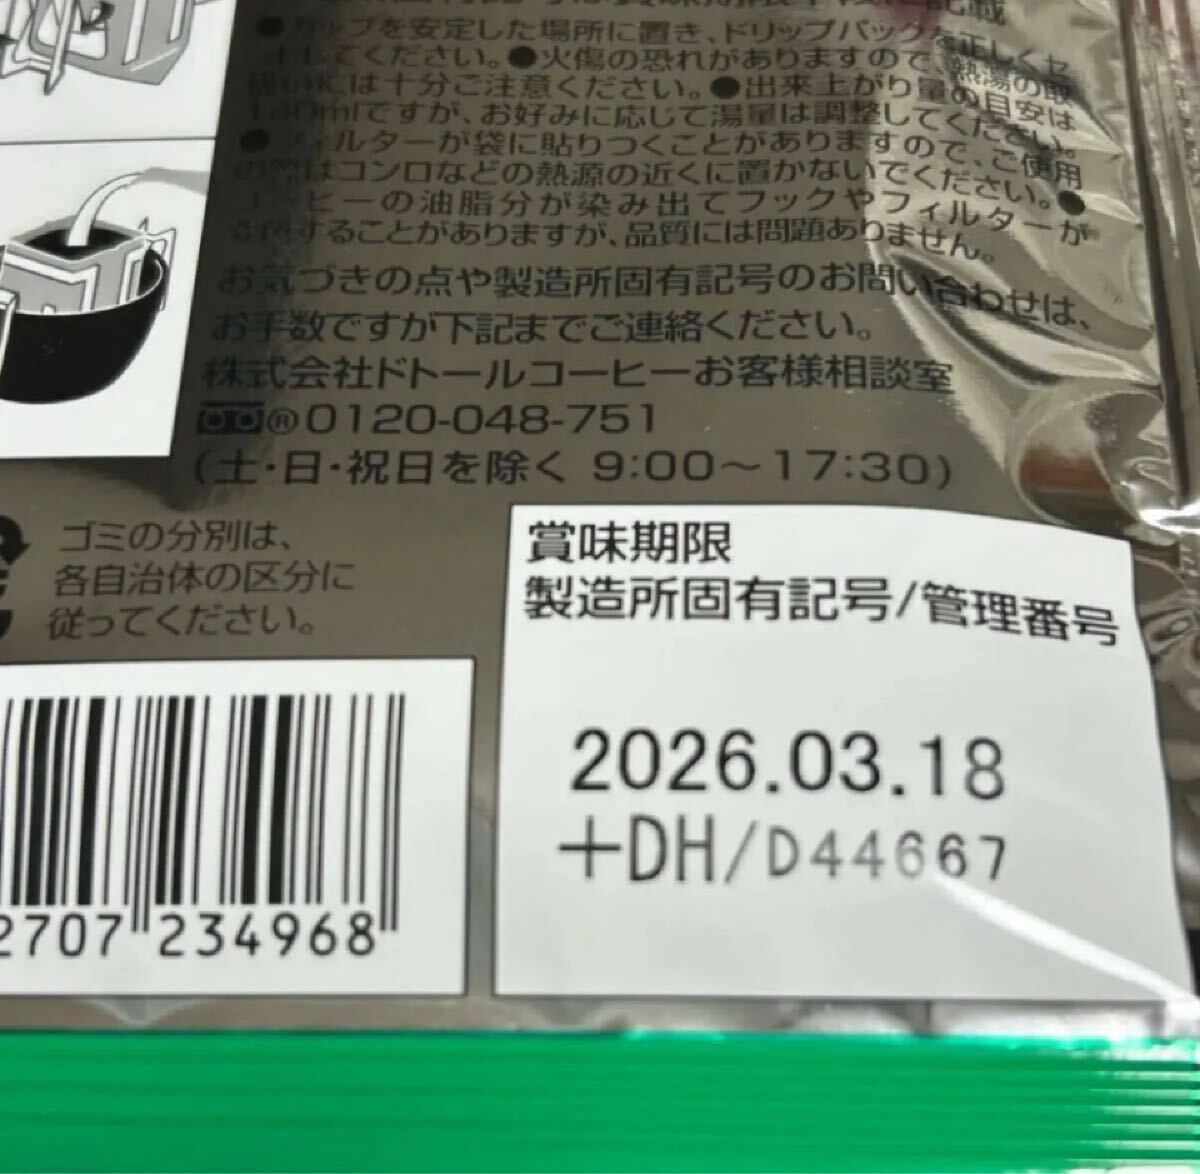 ●カップを安定した場所に置き、ドリップバックを正しくセ
してください。●火傷の恐れがありますので、熱湯の取
には十分ご注意ください。●出来上がり量の目安は
140mlですが、お好みに応じて湯量は調整してください。
●フィルターが袋に貼りつくことがありますので、ご使用
の際はコンロなどの熱源の近くに置かないでください。●
コーヒーの油脂分が染み出てフックやフィルターが
することがありますが、品質には問題ありません。
お気づきの点や製造所固有記号のお問い合わせは、
お手数ですが下記までご連絡ください。
株式会社ドトールコーヒーお客様相談室
®0120-048-751
(土・日・祝日を除く 9:00～17:30)
ゴミの分別は、
各自治体の区分に
従ってください。
賞味期限
製造所固有記号/管理番号
2026.03.18
+DH/D44667
2707 234968